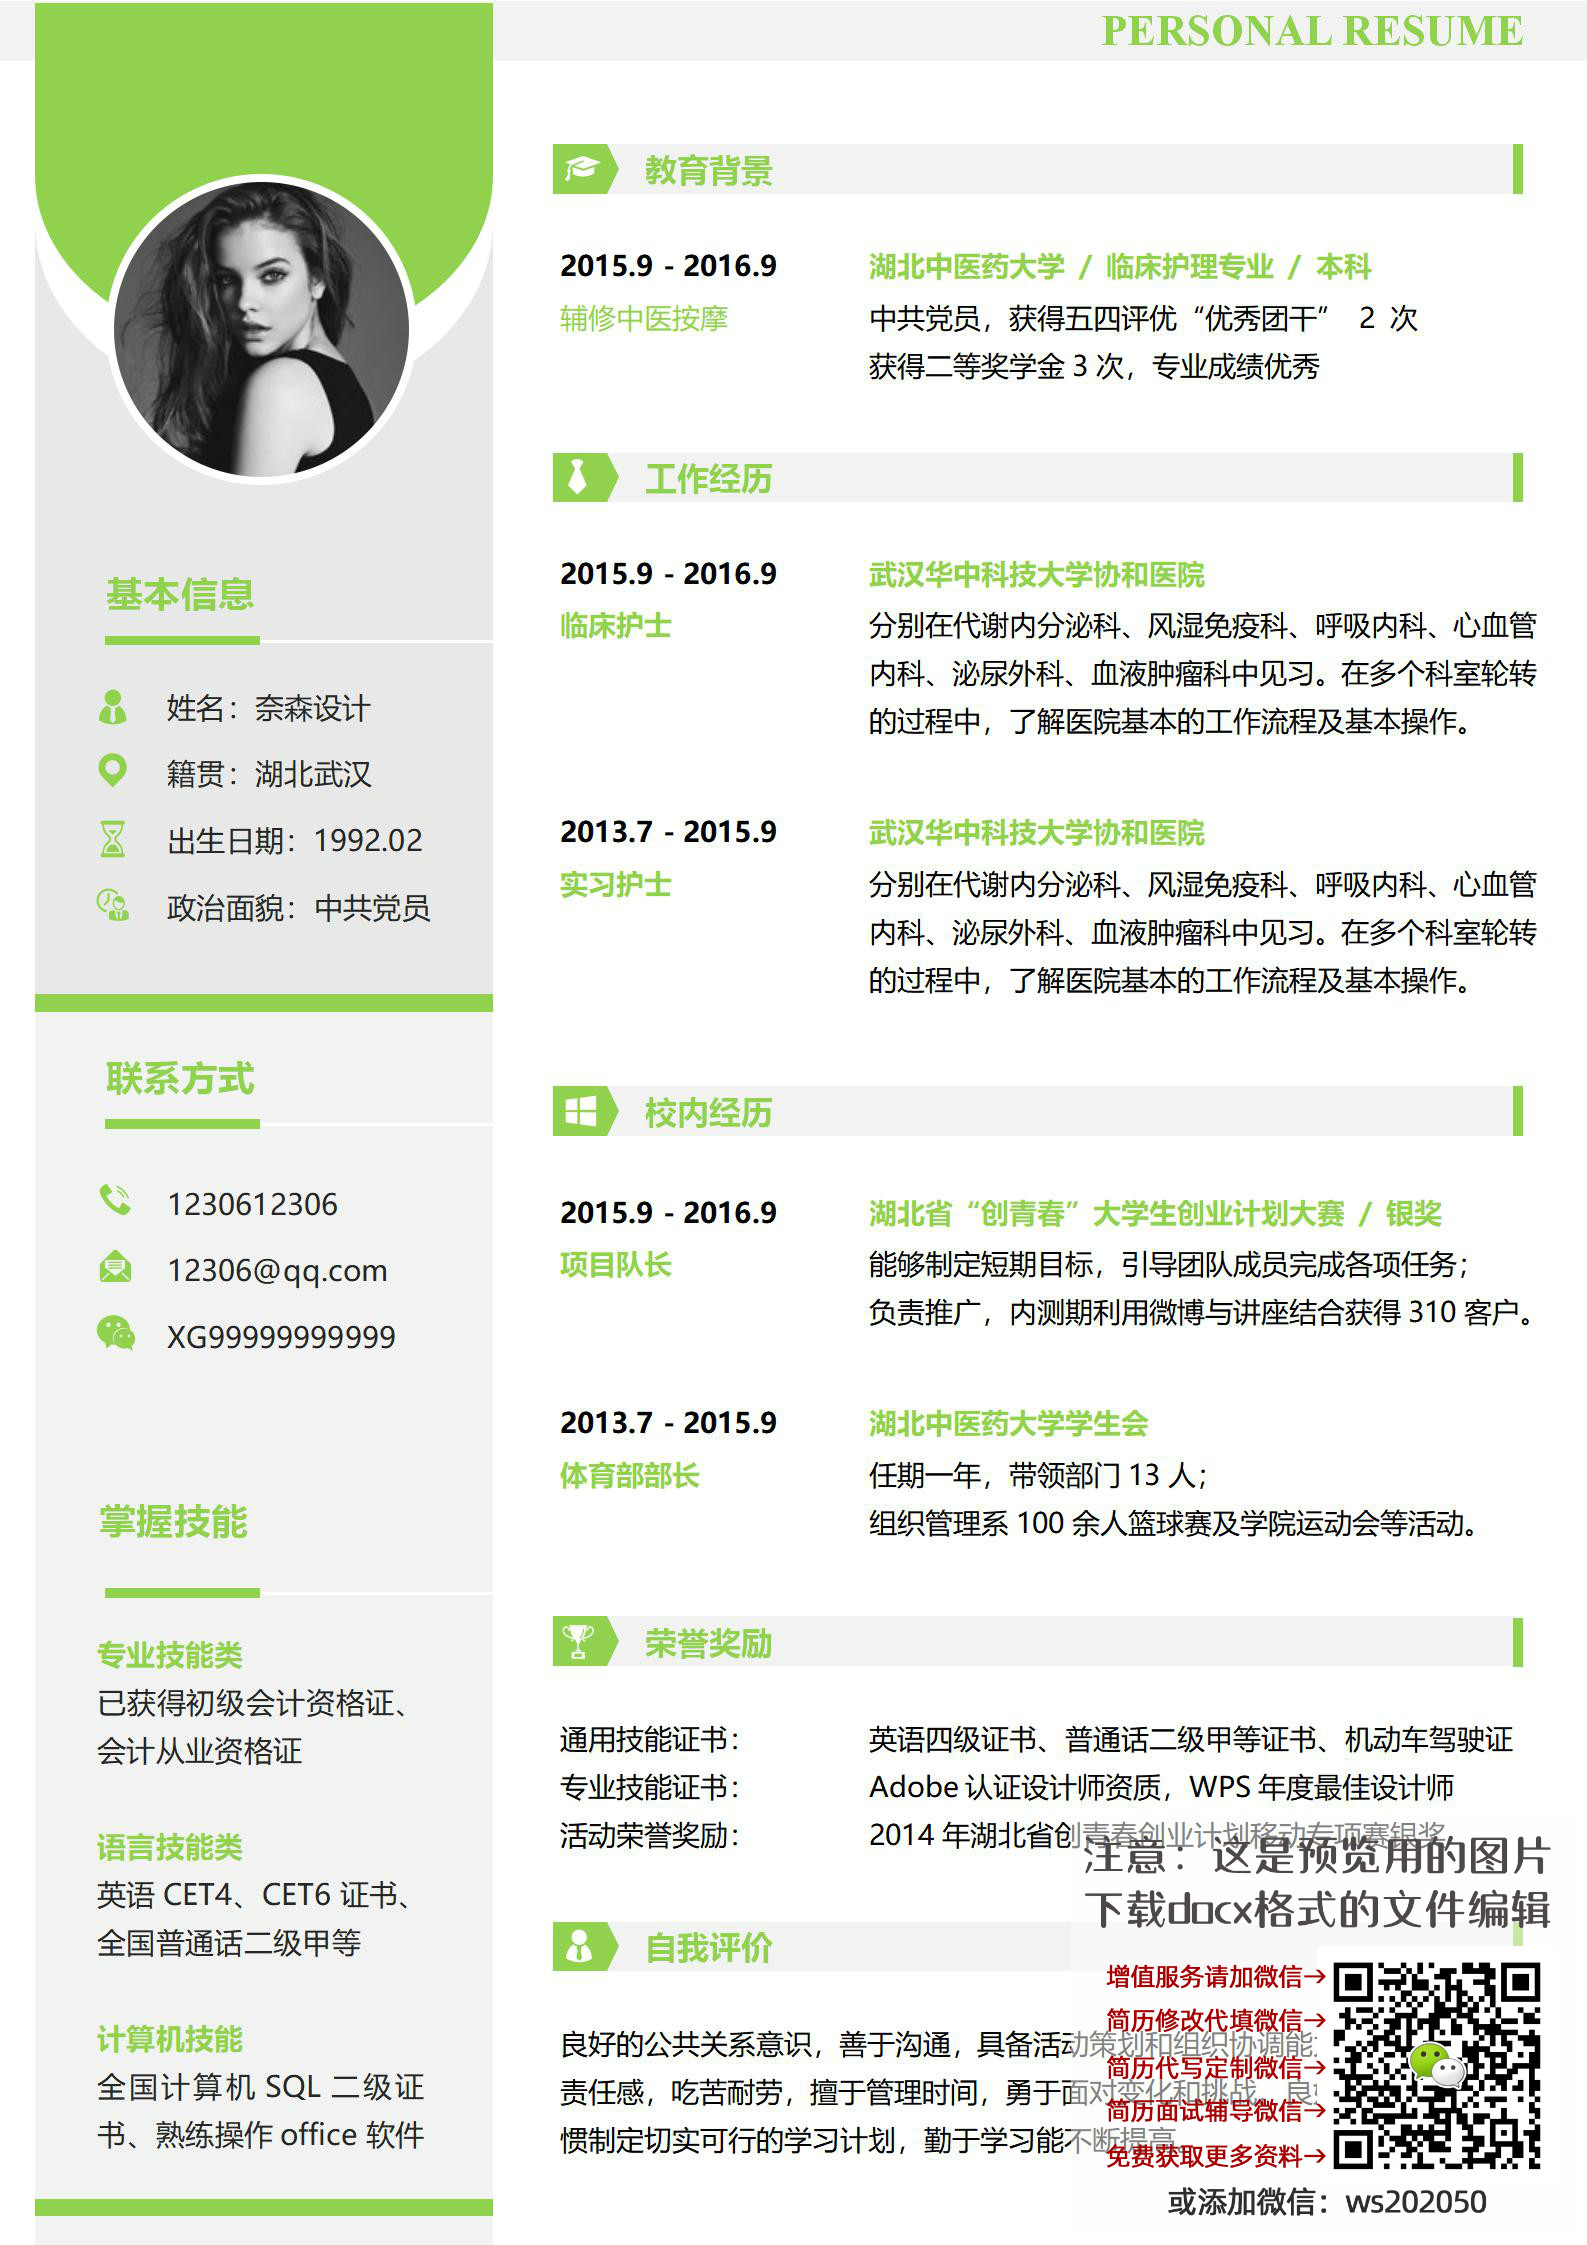 PERSONAL RESUME
基本信息
姓名：奈森设计
籍贯：湖北武汉
出生日期：1992.02
政治面貌：中共党员
联系方式
1230612306
12306@qq.com
XG99999999999
掌握技能
专业技能类
已获得初级会计资格证、
会计从业资格证
语言技能类
英语 CET4、CET6 证书、
全国普通话二级甲等
计算机技能
全国计算机 SQL 二级证
书、熟练操作 office 软件
教育背景
2015.9 - 2016.9
湖北中医药大学 / 临床护理专业 / 本科
辅修中医按摩
中共党员，获得五四评优“优秀团干” 2 次
获得二等奖学金 3 次，专业成绩优秀
工作经历
2015.9 - 2016.9
武汉华中科技大学协和医院
临床护士
分别在代谢内分泌科、风湿免疫科、呼吸内科、心血管
内科、泌尿外科、血液肿瘤科中见习。在多个科室轮转
的过程中，了解医院基本的工作流程及基本操作。
2013.7 - 2015.9
武汉华中科技大学协和医院
实习护士
分别在代谢内分泌科、风湿免疫科、呼吸内科、心血管
内科、泌尿外科、血液肿瘤科中见习。在多个科室轮转
的过程中，了解医院基本的工作流程及基本操作。
校内经历
2015.9 - 2016.9
湖北省“创青春”大学生创业计划大赛 / 银奖
项目队长
能够制定短期目标，引导团队成员完成各项任务；
负责推广，内测期利用微博与讲座结合获得 310 客户。
2013.7 - 2015.9
湖北中医药大学学生会
体育部部长
任期一年，带领部门 13 人；
组织管理系 100 余人篮球赛及学院运动会等活动。
荣誉奖励
通用技能证书：
英语四级证书、普通话二级甲等证书、机动车驾驶证
专业技能证书：
Adobe 认证设计师资质，WPS 年度最佳设计师
活动荣誉奖励：
2014 年湖北省创青春创业计划移动专项赛银奖
自我评价
良好的公共关系意识，善于沟通，具备活动策划和组织协调能
责任感，吃苦耐劳，擅于管理时间，勇于面对变化和挑战。良
惯制定切实可行的学习计划，勤于学习能不断提高。
注意：这是预览用的图片
下载docx格式的文件编辑
增值服务请加微信→
简历修改代填微信→
简历代写定制微信→
简历面试辅导微信→
免费获取更多资料→
或添加微信：ws202050